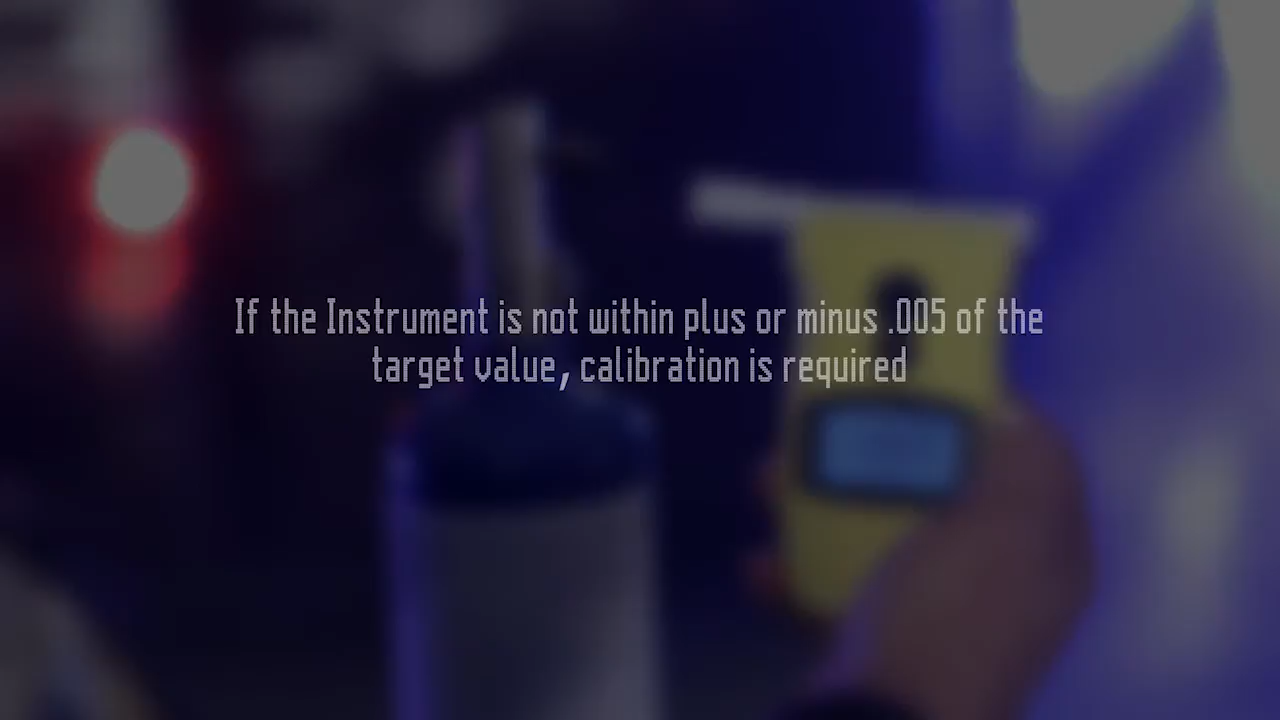 If the Instrument is not within plus or minus .005 of the
target value, calibration is required